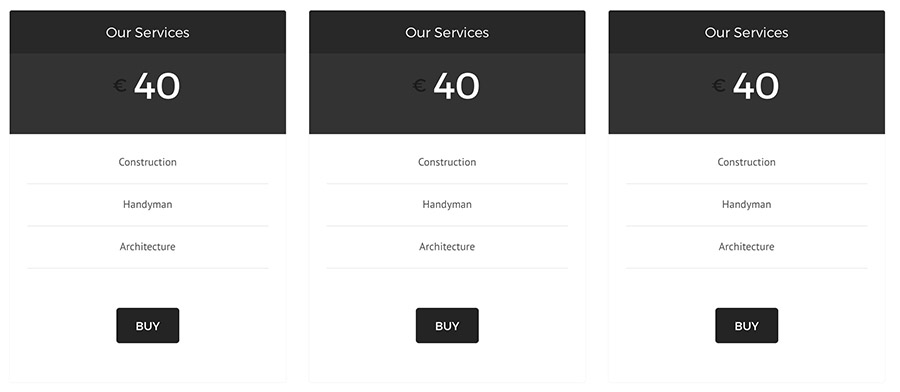 Our Services
€ 40
Construction
Handyman
Architecture
BUY
Our Services
€ 40
Construction
Handyman
Architecture
BUY
Our Services
€ 40
Construction
Handyman
Architecture
BUY